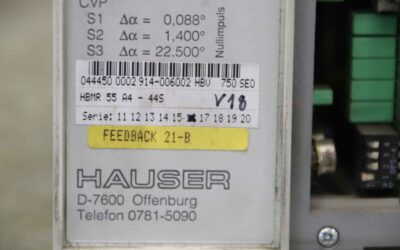 CVP
S1 Δα = 0,088°
S2 Δα = 1,400°
S3 Δα = 22.500°
Nullimpuls
044450 0002 914-006002 HBV 750 SEO
HBMR 55 A4 - 44S V18
Serie: 11 12 13 14 15 17 18 19 20
FEEDBACK 21-B
HAUSER
D-7600 Offenburg
Telefon 0781-5090